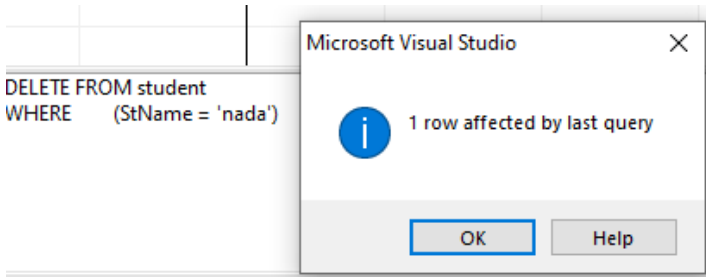 Microsoft Visual Studio
DELETE FROM student
WHERE (StName = 'nada')
1 row affected by last query
OK
Help